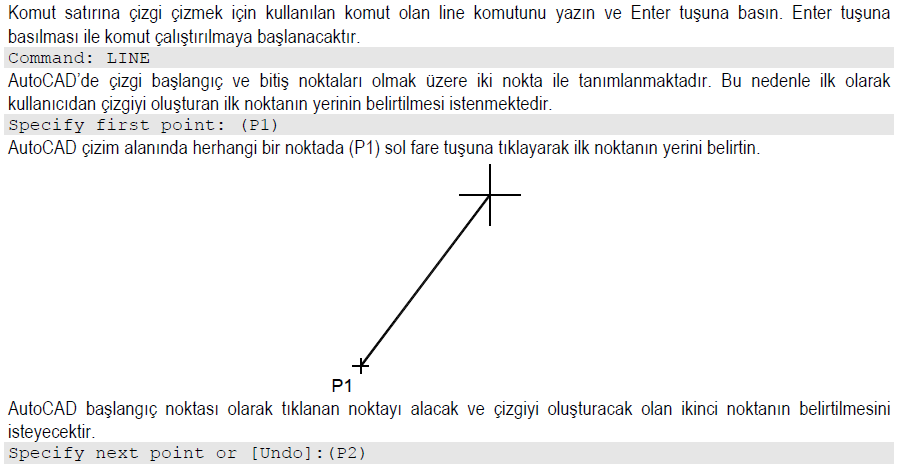 Komut satırına çizgi çizmek için kullanılan komut olan line komutunu yazın ve Enter tuşuna basın. Enter tuşuna
basılması ile komut çalıştırılmaya başlanacaktır.
Command: LINE
AutoCAD’de çizgi başlangıç ve bitiş noktaları olmak üzere iki nokta ile tanımlanmaktadır. Bu nedenle ilk olarak
kullanıcıdan çizgiyi oluşturan ilk noktanın yerinin belirtilmesi istenmektedir.
Specify first point: (P1)
AutoCAD çizim alanında herhangi bir noktada (P1) sol fare tuşuna tıklayarak ilk noktanın yerini belirtin.
P1
AutoCAD başlangıç noktası olarak tıklanan noktayı alacak ve çizgiyi oluşturacak olan ikinci noktanın belirtilmesini
isteyecektir.
Specify next point or [Undo]:(P2)